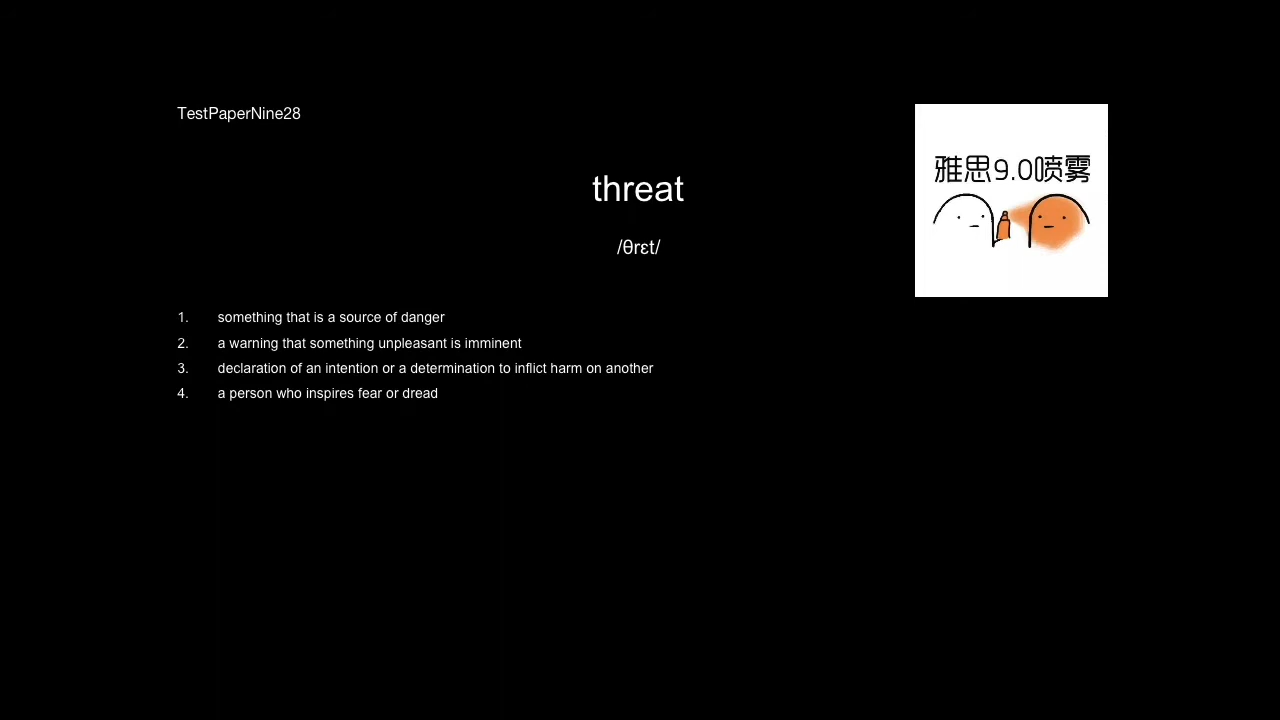 TestPaperNine28
雅思9.0喷雾
threat
/θrɛt/
1. something that is a source of danger
2. a warning that something unpleasant is imminent
3. declaration of an intention or a determination to inflict harm on another
4. a person who inspires fear or dread